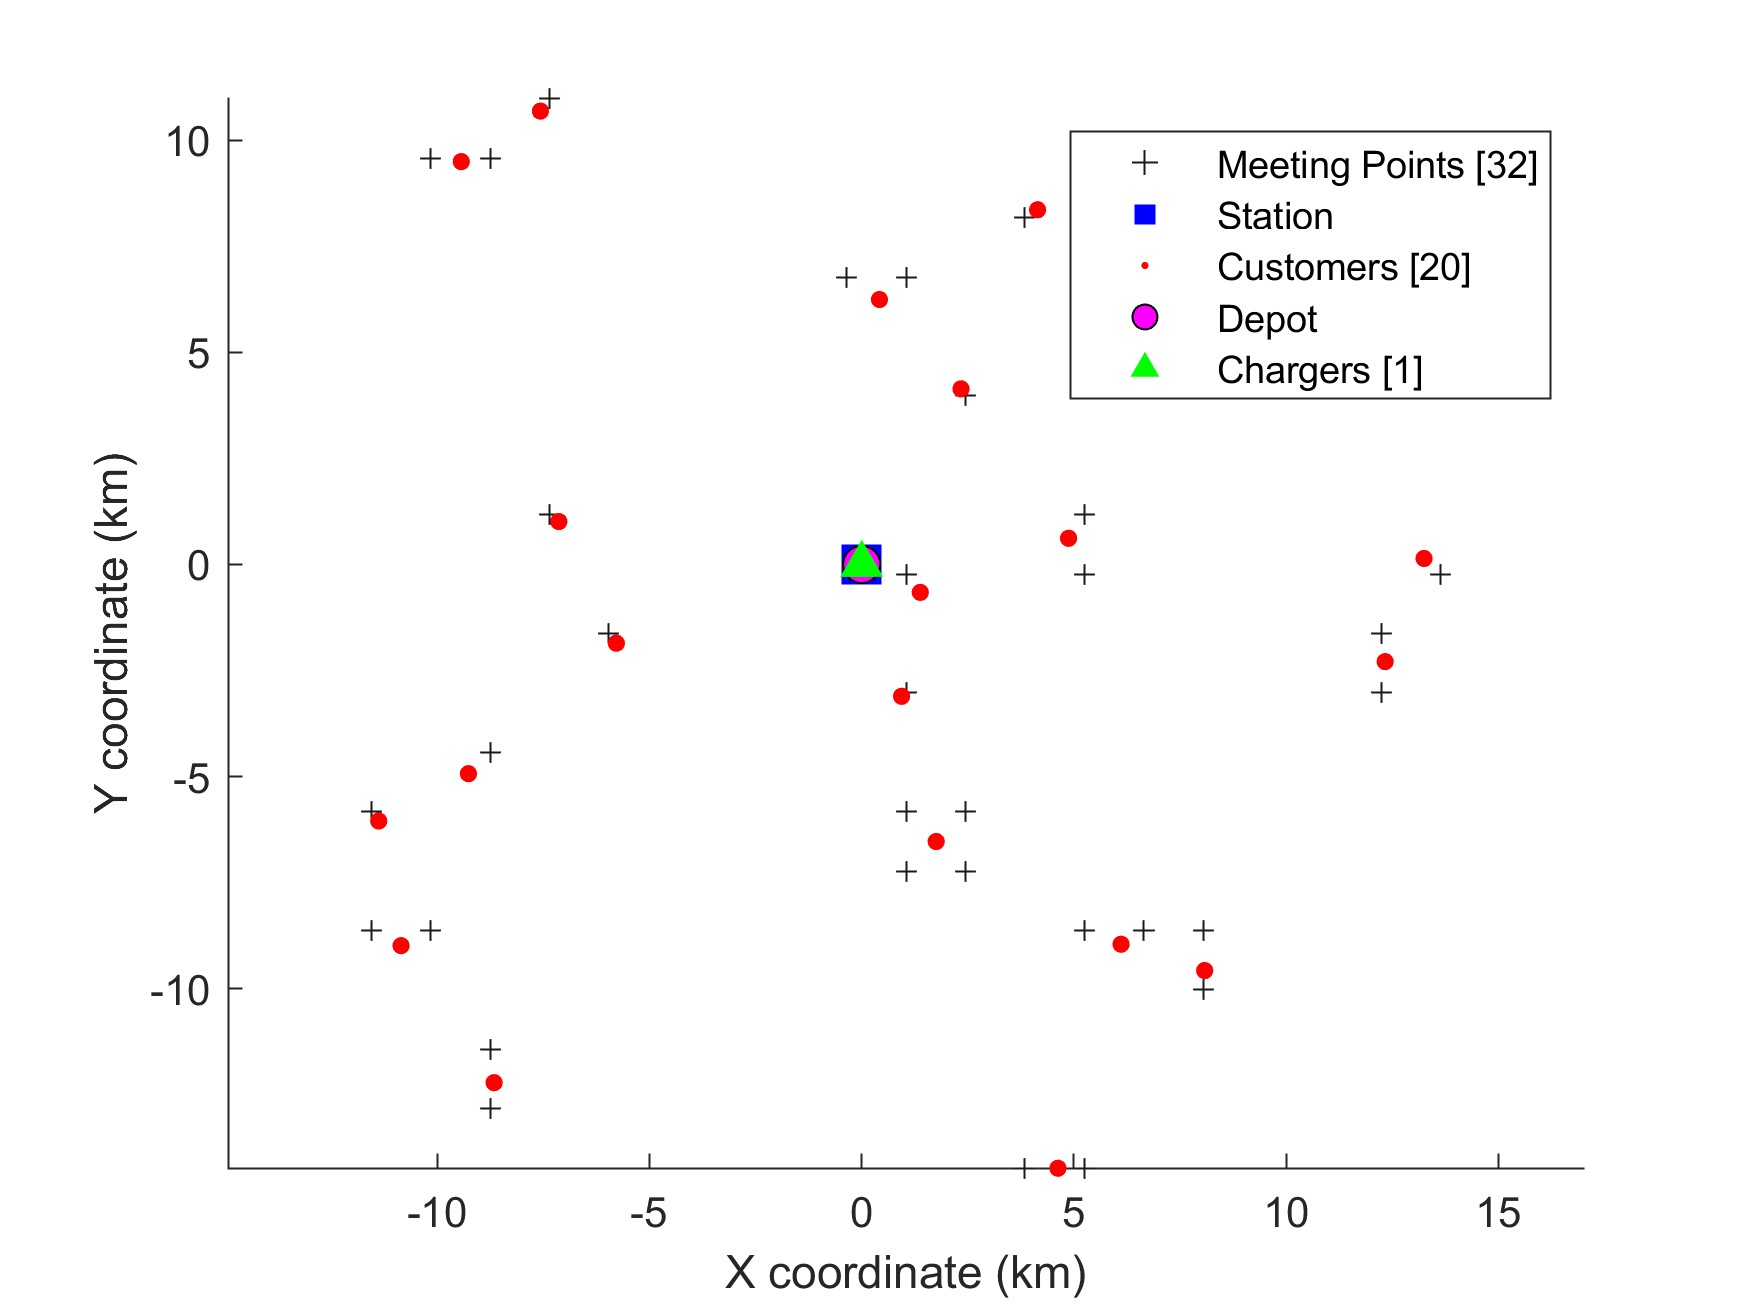 10
5
0
-5
-10
Y coordinate (km)
Meeting Points [32]
Station
Customers [20]
Depot
Chargers [1]
-10
-5
0
5
10
15
X coordinate (km)